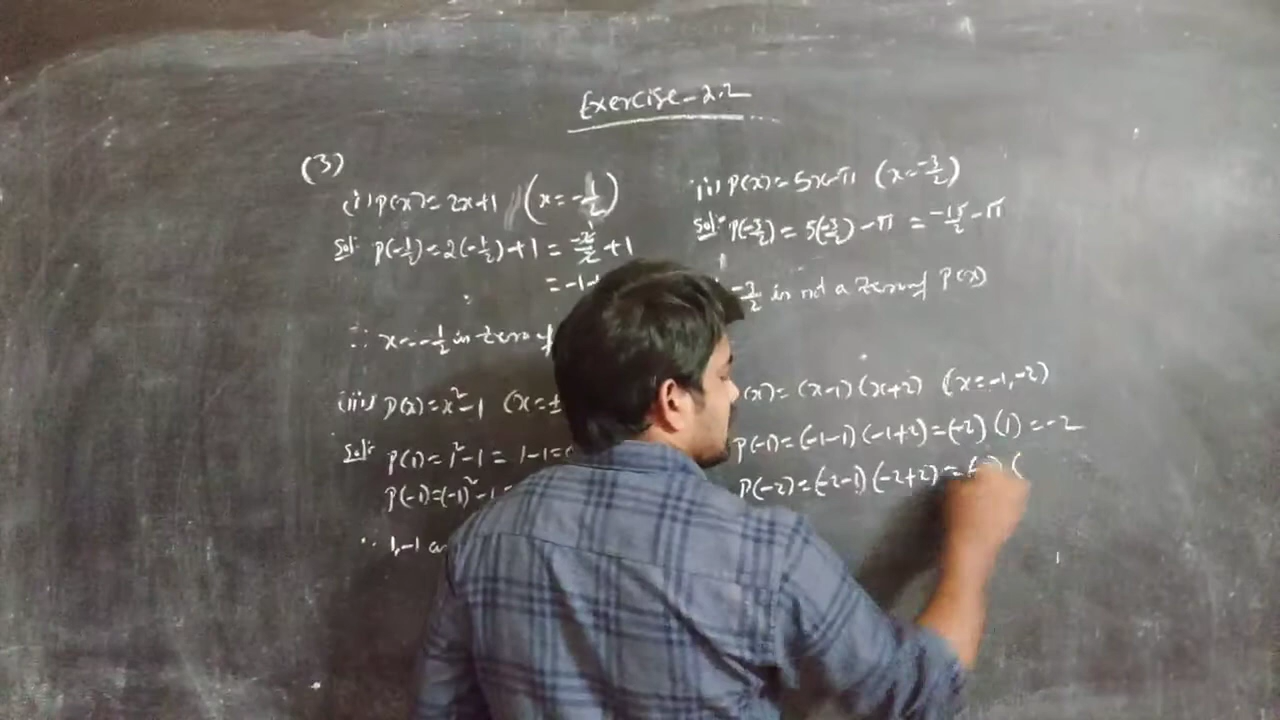 Exercise-2.2
(3)
(i) P(x)=2x+1 (x=-1/2)
Sol: P(-1/2)=2(-1/2)+1=-2/2+1
=-1+
∴ x=-1/2 is zero of
(ii) P(x)=5x-π (x=-3/2)
Sol: P(-3/2)=5(-3/2)-π=-15/2-π
-3/2 is not a zero of P(x)
(iii) P(x)=x²-1 (x=±
Sol: P(1)=1²-1=1-1=
P(-1)=(-1)²-1=
∴ 1,-1 a
(x)=(x-1)(x+2) (x=-1,-2)
P(-1)=(-1-1)(-1+2)=(-2)(1)=-2
P(-2)=(-2-1)(-2+2)=